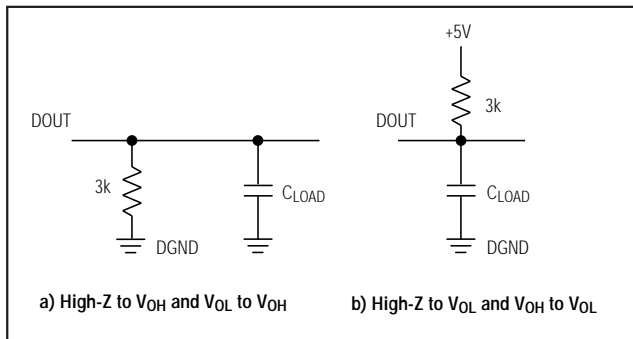 +5V
3k
DOUT
DOUT
3k
CLOAD
CLOAD
DGND
DGND
a) High-Z to VOH and VOL to VOH
b) High-Z to VOL and VOH to VOL